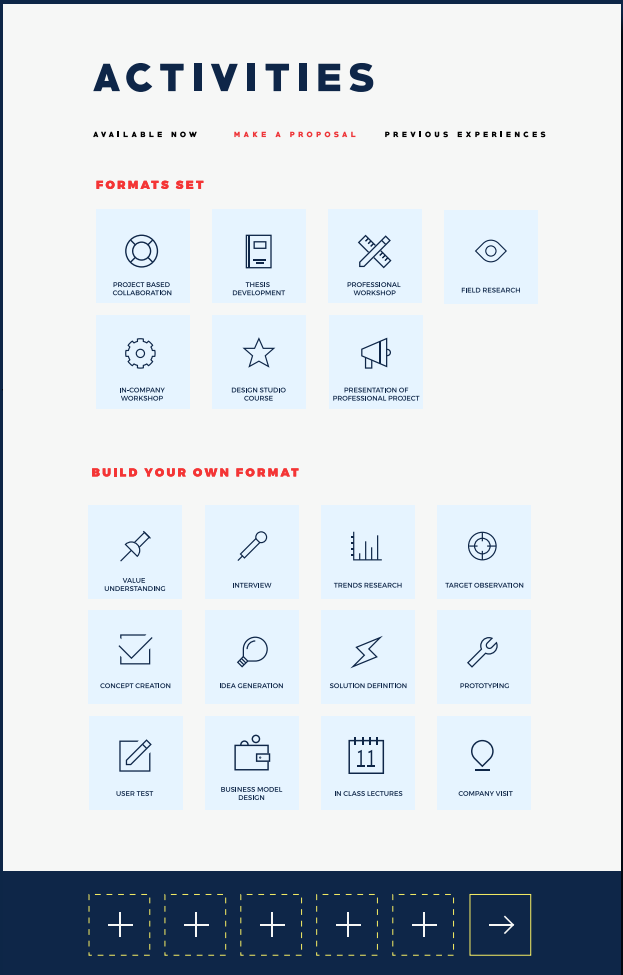 ACTIVITIES
AVAILABLE NOW MAKE A PROPOSAL PREVIOUS EXPERIENCES
FORMATS SET
PROJECT BASED
COLLABORATION
THESIS
DEVELOPMENT
PROFESSIONAL
WORKSHOP
FIELD RESEARCH
IN-COMPANY
WORKSHOP
DESIGN STUDIO
COURSE
PRESENTATION OF
PROFESSIONAL PROJECT
BUILD YOUR OWN FORMAT
VALUE
UNDERSTANDING
INTERVIEW
TRENDS RESEARCH
TARGET OBSERVATION
CONCEPT CREATION
IDEA GENERATION
SOLUTION DEFINITION
PROTOTYPING
USER TEST
BUSINESS MODEL
DESIGN
11
IN CLASS LECTURES
COMPANY VISIT